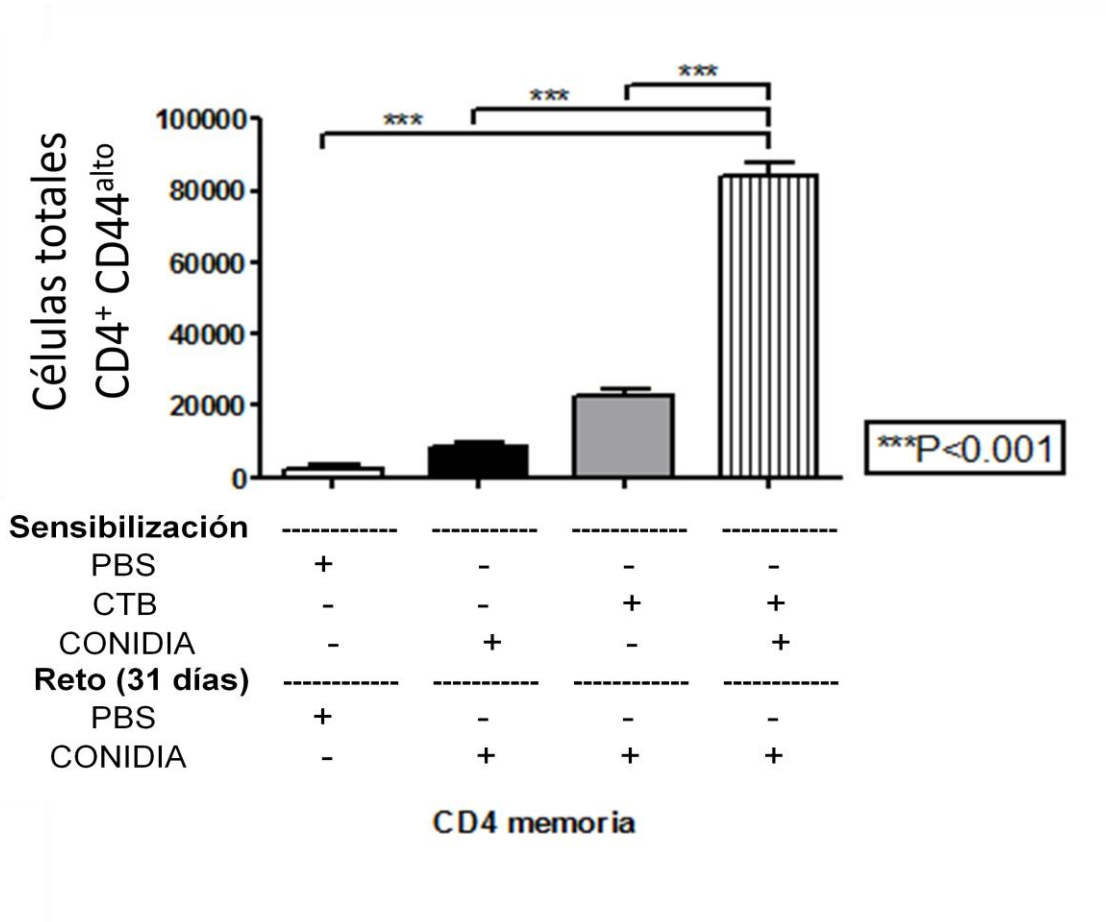 ***
***
***
100000
80000
60000
40000
20000
0
Células totales
CD4+ CD44alto
***P<0.001
Sensibilización ------------ ----------- ------------ ------------
PBS + - - -
CTB - - + +
CONIDIA - + - +
Reto (31 días) ------------ ----------- ------------ ------------
PBS + - - -
CONIDIA - + + +
CD4 memoria